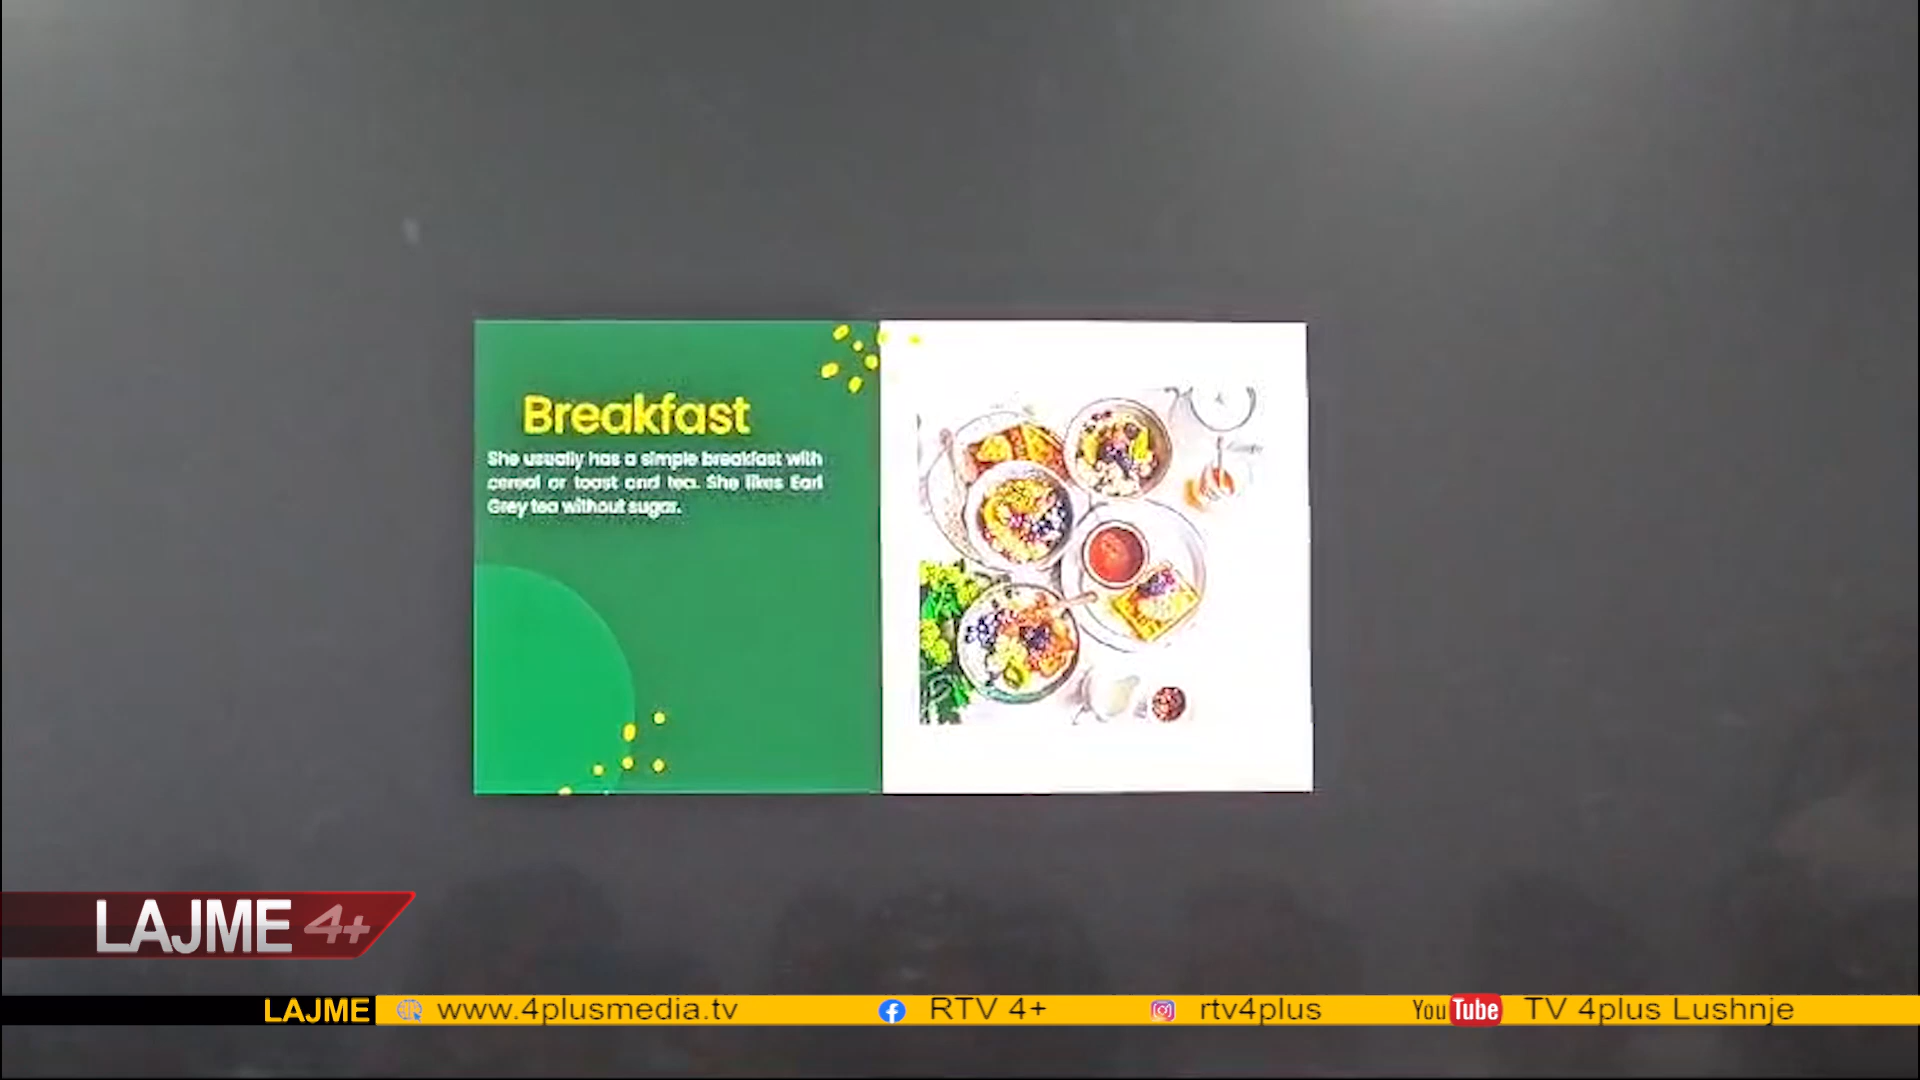 Breakfast
She usually has a simple breakfast with
cereal or toast and tea. She likes Earl
Grey tea without sugar.
LAJME 4+
LAJME www.4plusmedia.tv RTV 4+ rtv4plus YouTube TV 4plus Lushnje